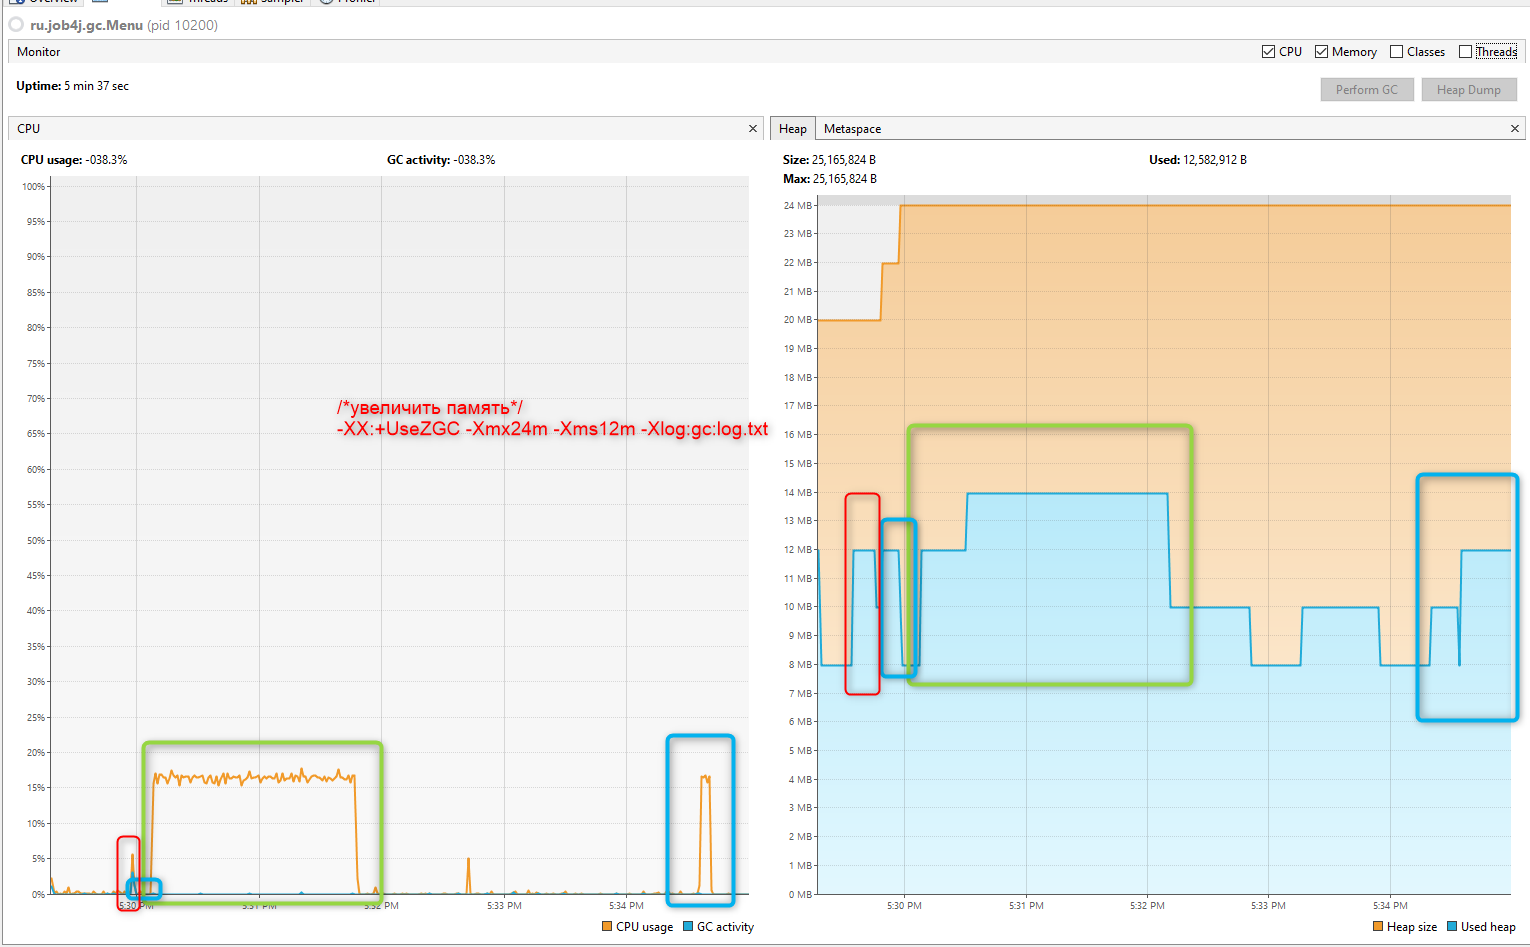 Overview Threads Sampler Profiler
ru.job4j.gc.Menu (pid 10200)
Monitor
CPU Memory Classes Threads
Uptime: 5 min 37 sec
Perform GC Heap Dump
CPU
Heap Metaspace
CPU usage: -038.3% GC activity: -038.3%
Size: 25,165,824 B Used: 12,582,912 B
Max: 25,165,824 B
100%
95%
90%
85%
80%
75%
70%
65%
60%
55%
50%
45%
40%
35%
30%
25%
20%
15%
10%
5%
0%
/*увеличить память*/
-XX:+UseZGC -Xmx24m -Xms12m -Xlog:gc:log.txt
5:30 PM 5:31 PM 5:32 PM 5:33 PM 5:34 PM
CPU usage GC activity
24 MB
23 MB
22 MB
21 MB
20 MB
19 MB
18 MB
17 MB
16 MB
15 MB
14 MB
13 MB
12 MB
11 MB
10 MB
9 MB
8 MB
7 MB
6 MB
5 MB
4 MB
3 MB
2 MB
1 MB
0 MB
5:30 PM 5:31 PM 5:32 PM 5:33 PM 5:34 PM
Heap size Used heap